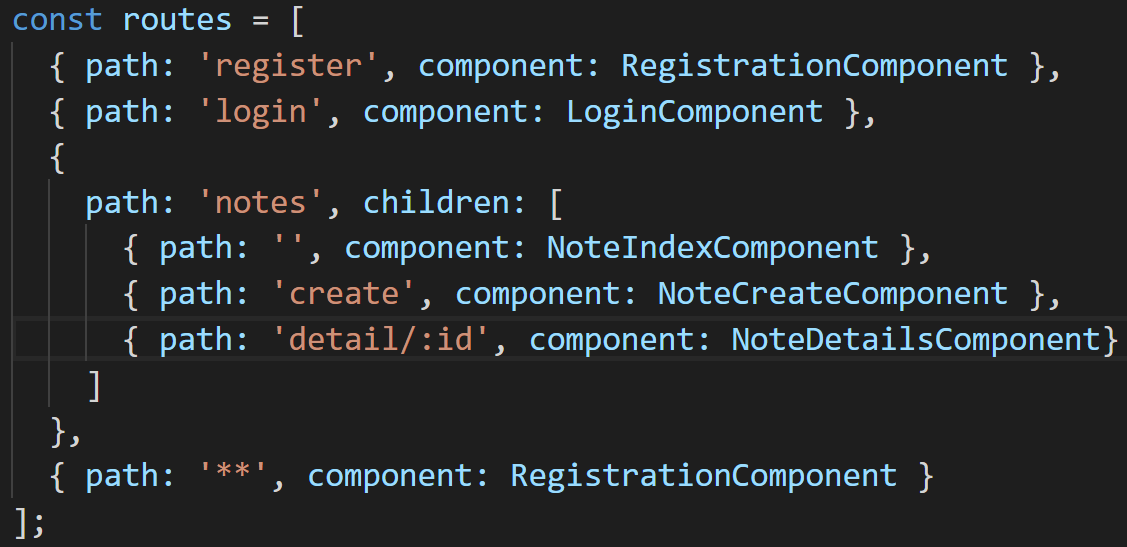 const routes = [
{ path: 'register', component: RegistrationComponent },
{ path: 'login', component: LoginComponent },
{
path: 'notes', children: [
{ path: '', component: NoteIndexComponent },
{ path: 'create', component: NoteCreateComponent },
{ path: 'detail/:id', component: NoteDetailsComponent}
]
},
{ path: '**', component: RegistrationComponent }
];